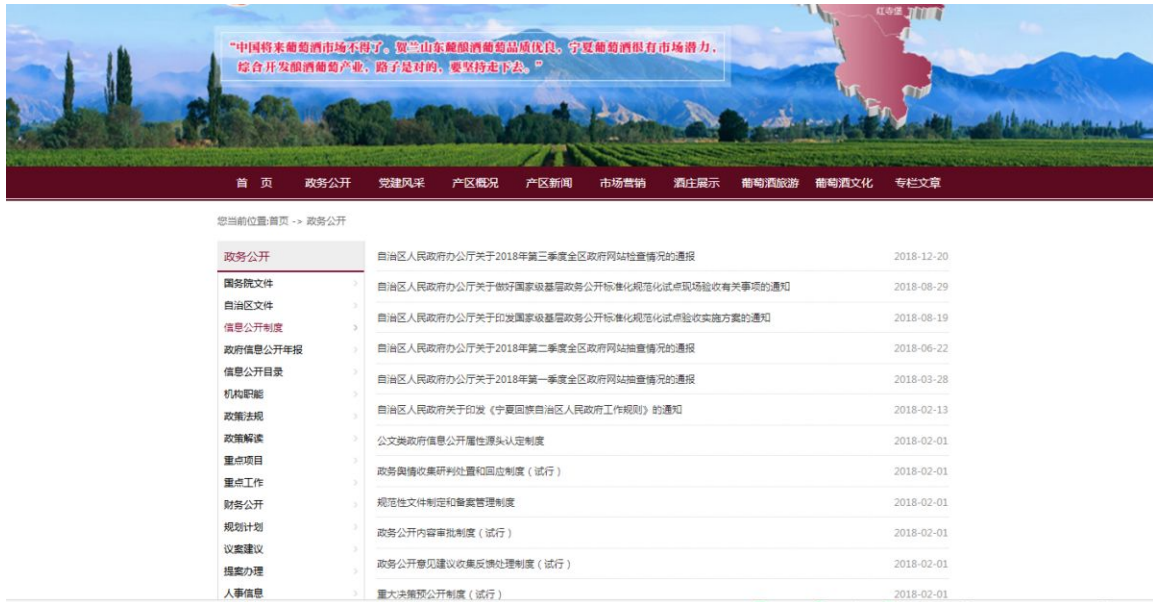 红寺堡
“中国将来葡萄酒市场不得了。贺兰山东麓酿酒葡萄品质优良，宁夏葡萄酒很有市场潜力，
综合开发酿酒葡萄产业，路子是对的，要坚持走下去。”
首 页 政务公开 党建风采 产区概况 产区新闻 市场营销 酒庄展示 葡萄酒旅游 葡萄酒文化 专栏文章
您当前位置:首页 -> 政务公开
政务公开
国务院文件
自治区文件
信息公开制度
政府信息公开年报
信息公开目录
机构职能
政策法规
政策解读
重点项目
重点工作
财务公开
规划计划
议案建议
提案办理
人事信息
自治区人民政府办公厅关于2018年第三季度全区政府网站检查情况的通报 2018-12-20
自治区人民政府办公厅关于做好国家级基层政务公开标准化规范化试点现场验收有关事项的通知 2018-08-29
自治区人民政府办公厅关于印发国家级基层政务公开标准化规范化试点验收实施方案的通知 2018-08-19
自治区人民政府办公厅关于2018年第二季度全区政府网站抽查情况的通报 2018-06-22
自治区人民政府办公厅关于2018年第一季度全区政府网站抽查情况的通报 2018-03-28
自治区人民政府关于印发《宁夏回族自治区人民政府工作规则》的通知 2018-02-13
公文类政府信息公开属性源头认定制度 2018-02-01
政务舆情收集研判处置和回应制度（试行） 2018-02-01
规范性文件制定和备案管理制度 2018-02-01
政务公开内容审批制度（试行） 2018-02-01
政务公开意见建议收集反馈处理制度（试行） 2018-02-01
重大决策预公开制度（试行） 2018-02-01